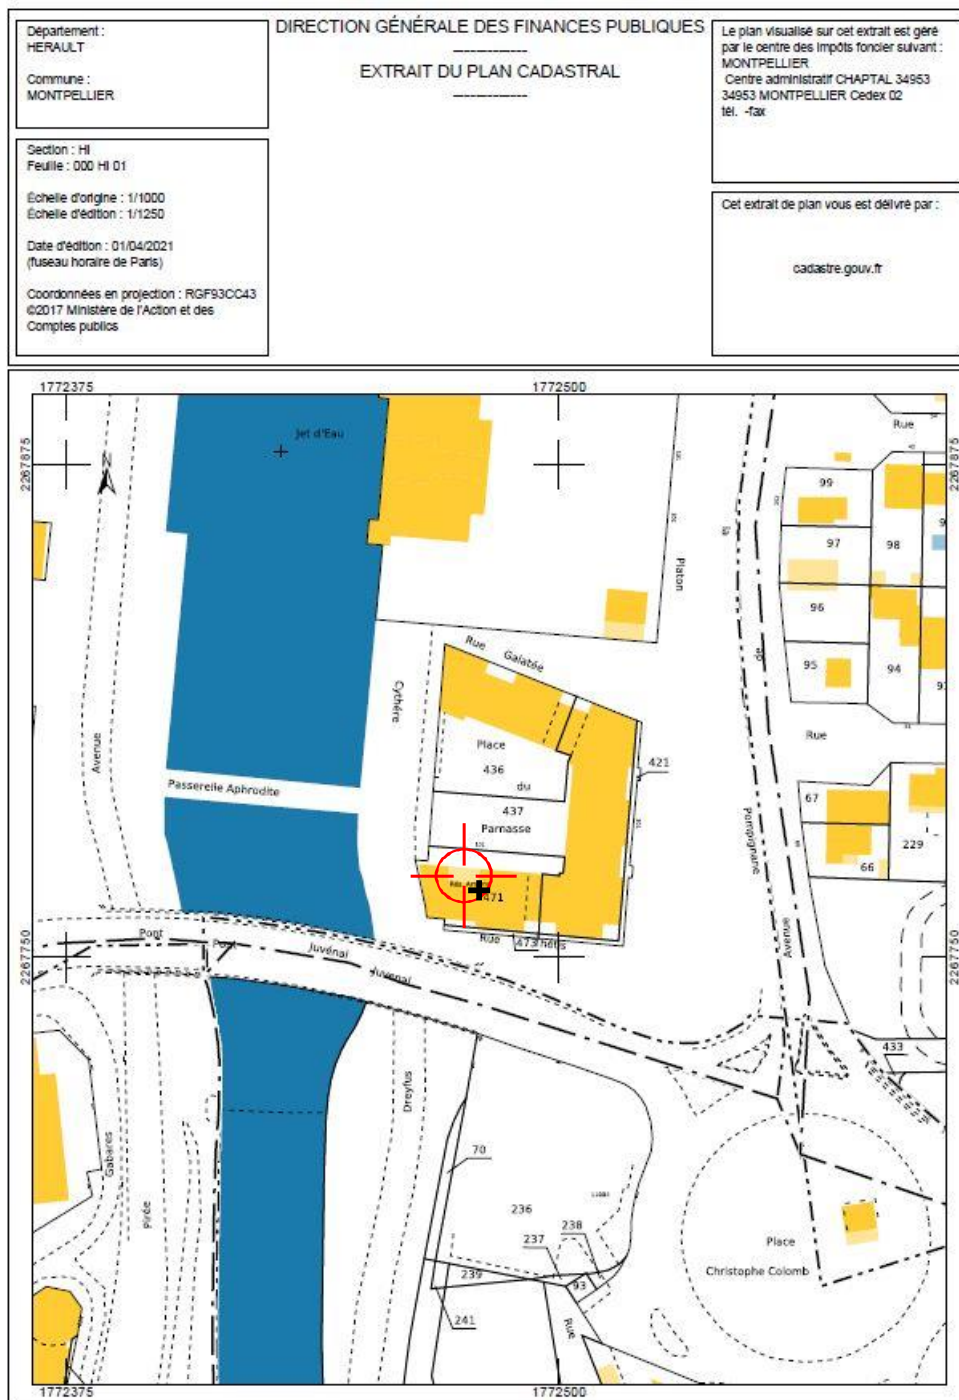 Département :
HERAULT
Commune :
MONTPELLIER
Section : HI
Feuille : 000 HI 01
Échelle d'origine : 1/1000
Échelle d'édition : 1/1250
Date d'édition : 01/04/2021
(fuseau horaire de Paris)
Coordonnées en projection : RGF93CC43
©2017 Ministère de l'Action et des
Comptes publics
DIRECTION GÉNÉRALE DES FINANCES PUBLIQUES
EXTRAIT DU PLAN CADASTRAL
Le plan visualisé sur cet extrait est géré
par le centre des impôts foncier suivant :
MONTPELLIER
Centre administratif CHAPTAL 34953
34953 MONTPELLIER Cedex 02
tél. -fax
Cet extrait de plan vous est délivré par :
cadastre.gouv.fr
1772375
1772500
2267875
2267875
N
Jet d'Eau
Rue
99
97
98
96
95
94
Platon
la
de
Rue Galatée
Cythère
Avenue
Place
436
du
437
Parnasse
421
Rue
67
66
229
Passerelle Aphrodite
Pompignane
Avenue
471
Rue
473
Thétis
2267750
2267750
Pont
Juvénal
Pont
Juvénal
433
Dreyfus
Gabares
Pirée
70
236
238
237
239
93
241
Rue
Place
Christophe Colomb
1772375
1772500